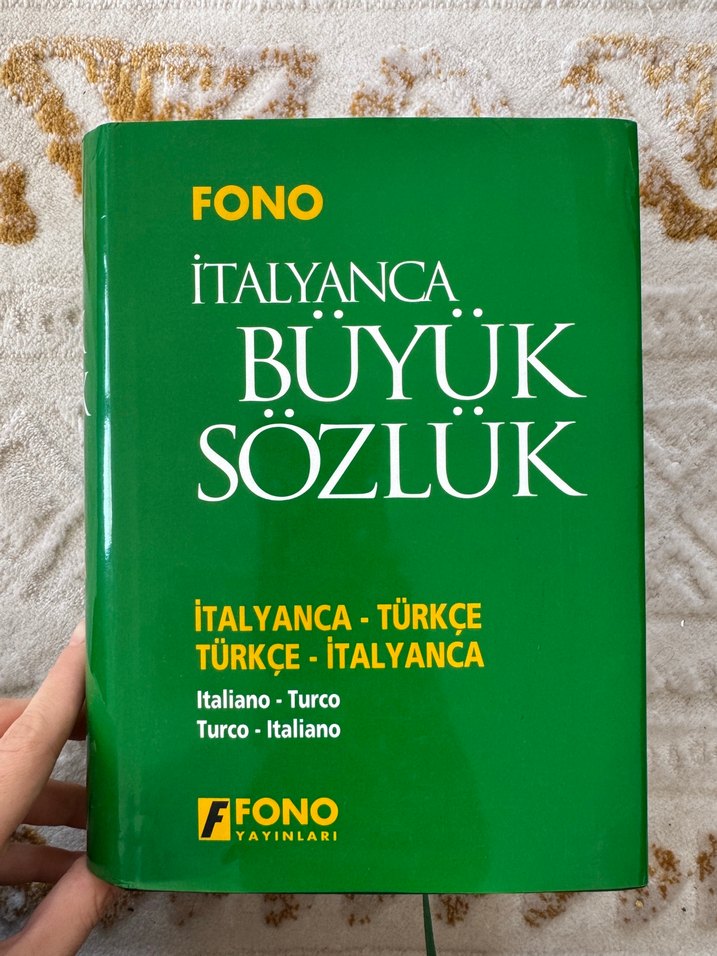 FONO
İTALYANCA
BÜYÜK
SÖZLÜK
İTALYANCA - TÜRKÇE
TÜRKÇE - İTALYANCA
Italiano - Turco
Turco - Italiano
F FONO
YAYINLARI